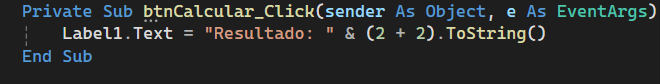 Private Sub btnCalcular_Click(sender As Object, e As EventArgs)
    Label1.Text = "Resultado: " & (2 + 2).ToString()
End Sub